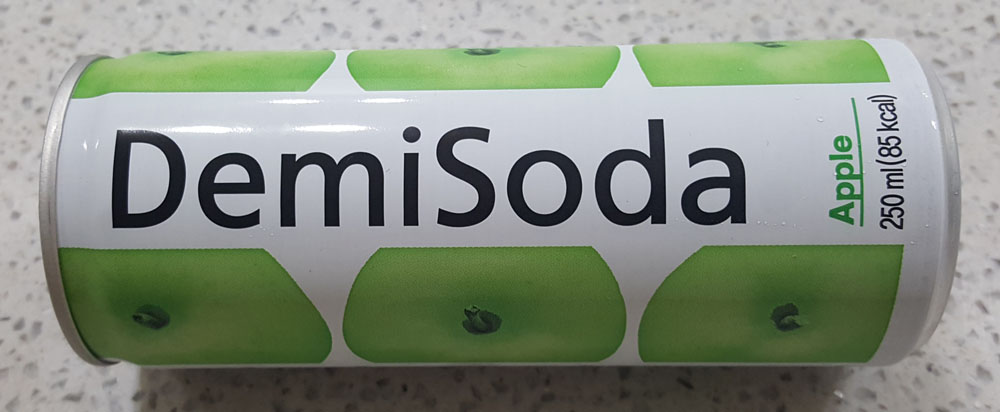 DemiSoda
Apple
250 ml (85 kcal)